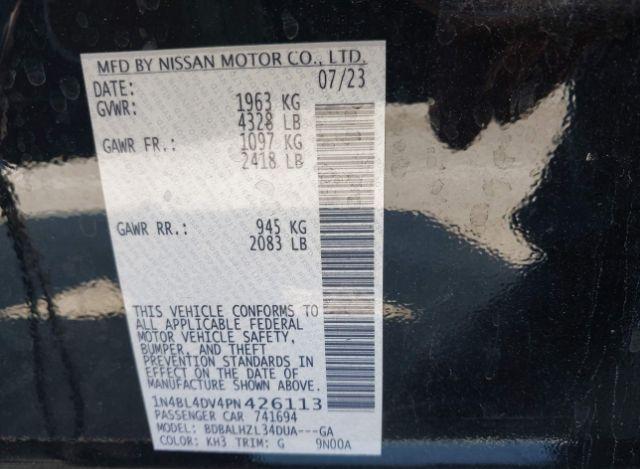 MFD BY NISSAN MOTOR CO., LTD.
DATE: 07/23
GVWR: 1963 KG
4328 LB
GAWR FR.: 1097 KG
2418 LB
GAWR RR.: 945 KG
2083 LB
THIS VEHICLE CONFORMS TO
ALL APPLICABLE FEDERAL
MOTOR VEHICLE SAFETY,
BUMPER, AND THEFT
PREVENTION STANDARDS IN
EFFECT ON THE DATE OF
MANUFACTURE SHOWN ABOVE.
1N4BL4DV4PN426113
PASSENGER CAR 741694
MODEL: BDBALHZL34DUA---GA
COLOR: KH3 TRIM: G 9N00A